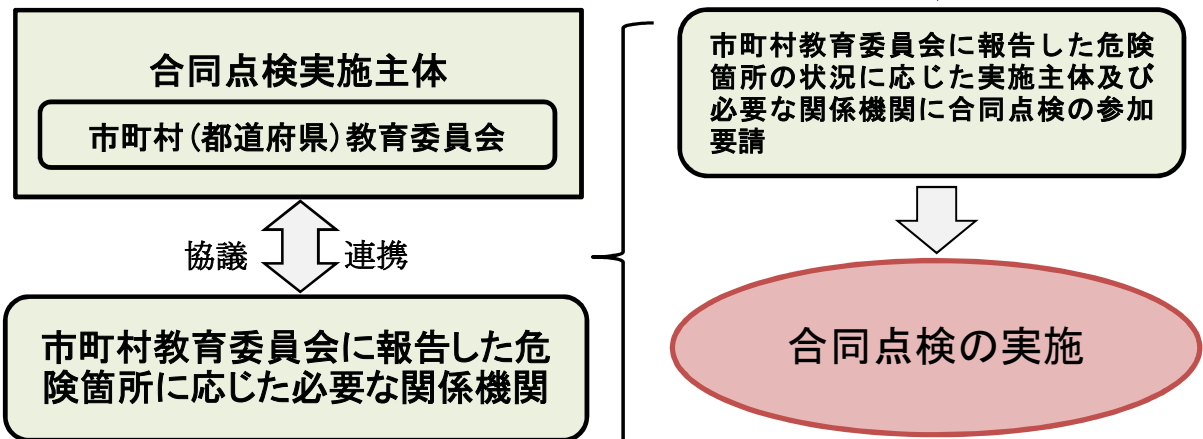 合同点検実施主体
市町村(都道府県)教育委員会
協議
連携
市町村教育委員会に報告した危
険箇所に応じた必要な関係機関
市町村教育委員会に報告した危険
箇所の状況に応じた実施主体及び
必要な関係機関に合同点検の参加
要請
合同点検の実施